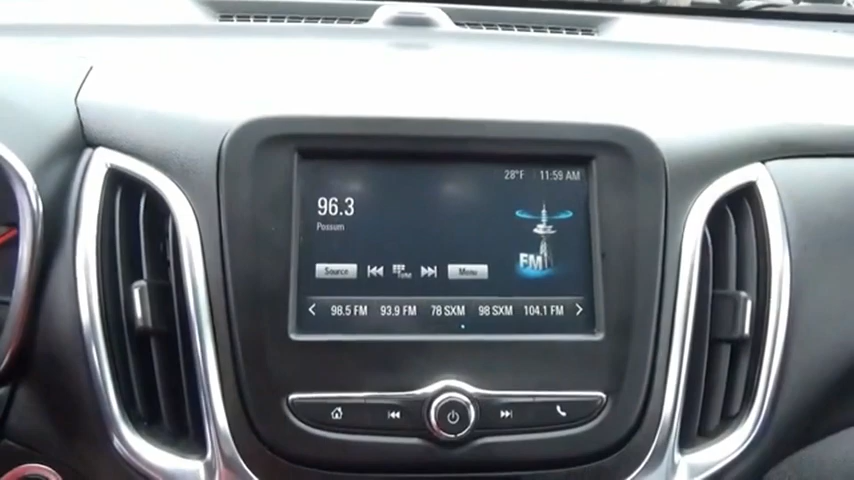 28°F 11:59 AM
96.3
Possum
FM
Source Tune Menu
98.5 FM 93.9 FM 78 SXM 98 SXM 104.1 FM